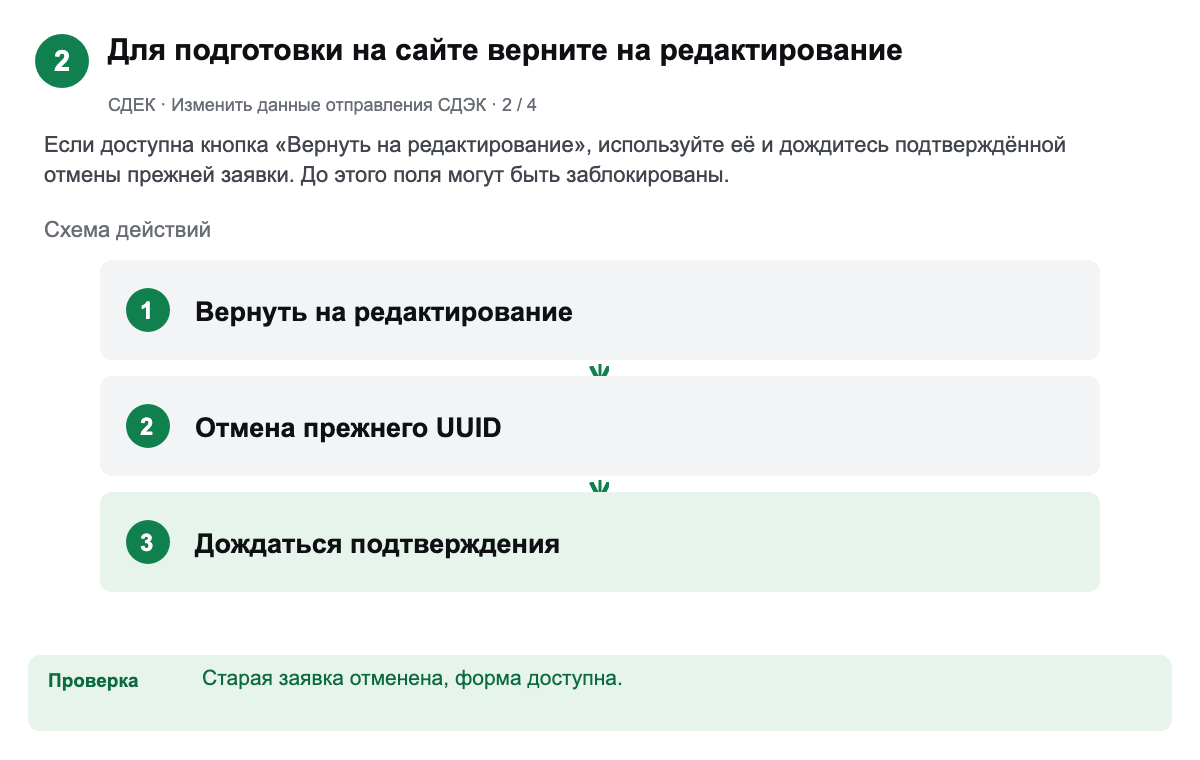 2
Для подготовки на сайте верните на редактирование
СДЕК · Изменить данные отправления СДЭК · 2 / 4
Если доступна кнопка «Вернуть на редактирование», используйте её и дождитесь подтверждённой
отмены прежней заявки. До этого поля могут быть заблокированы.
Схема действий
1 Вернуть на редактирование
2 Отмена прежнего UUID
3 Дождаться подтверждения
Проверка Старая заявка отменена, форма доступна.